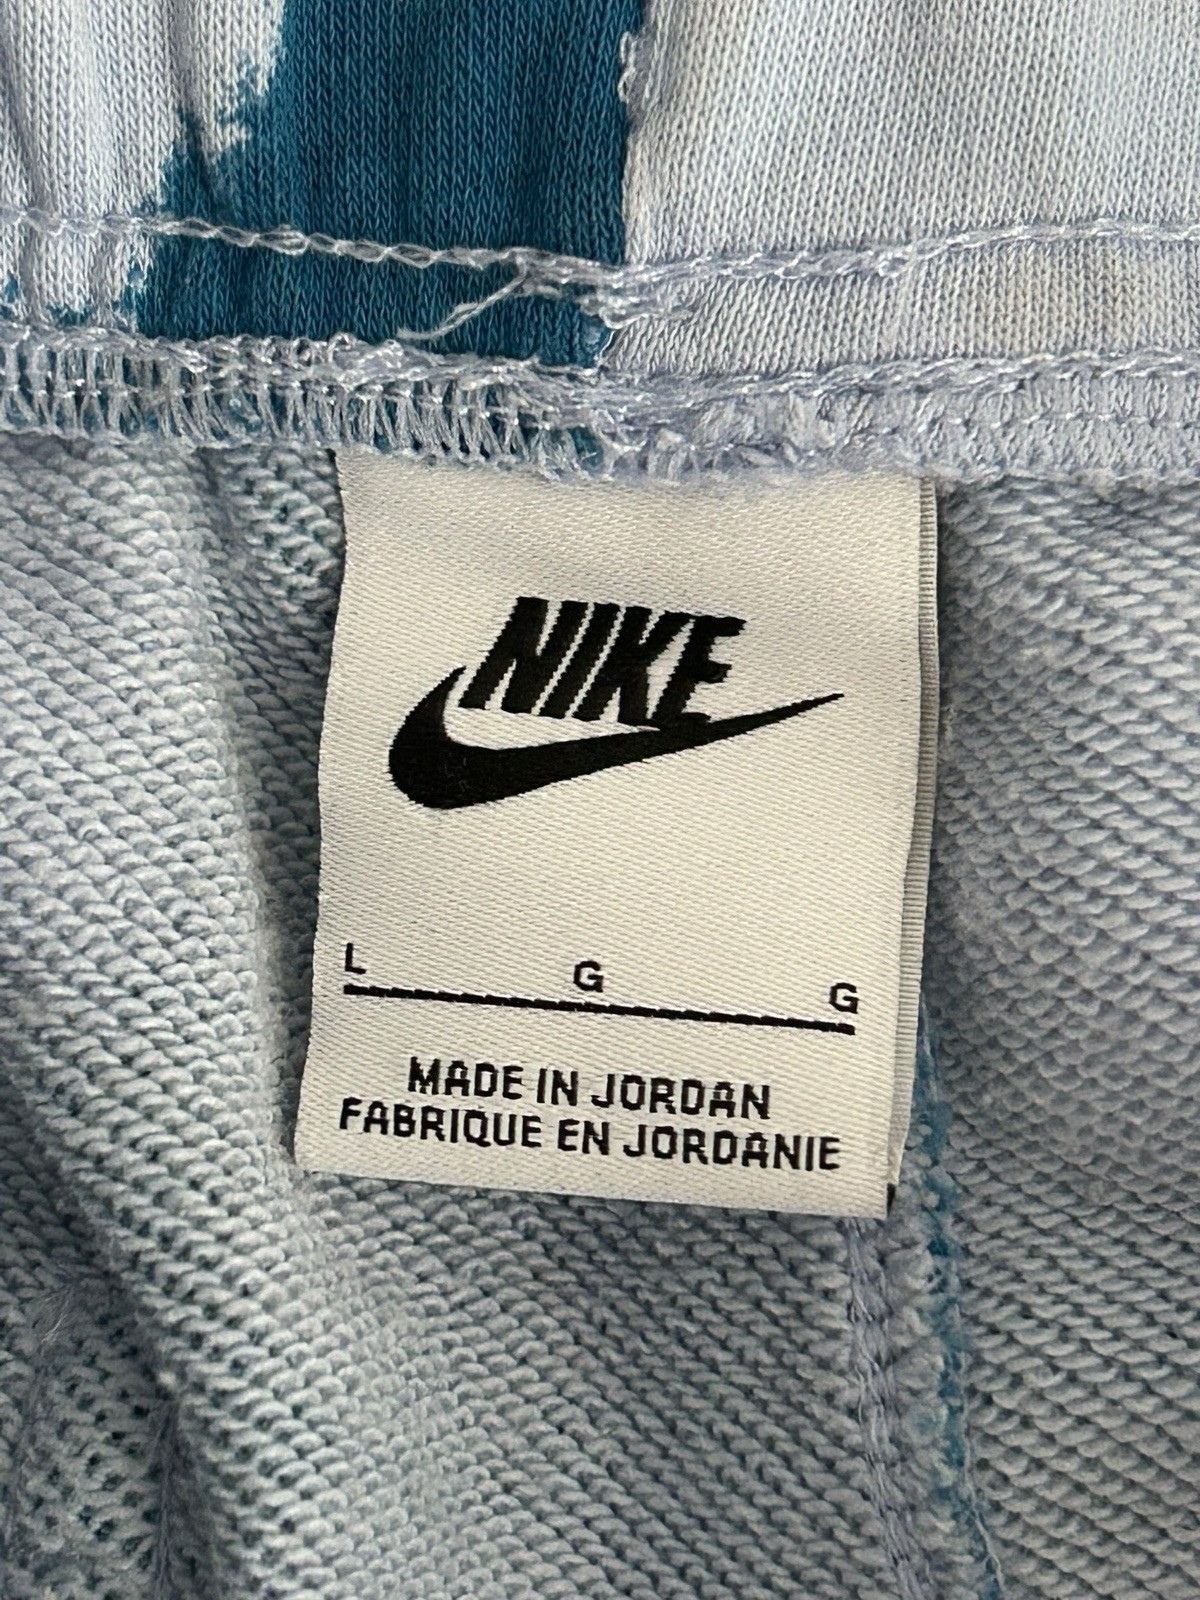 NIKE
L G G
MADE IN JORDAN
FABRIQUE EN JORDANIE